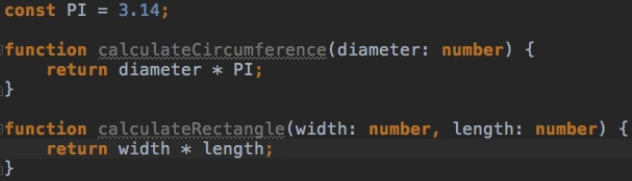 const PI = 3.14;
function calculateCircumference(diameter: number) {
    return diameter * PI;
}
function calculateRectangle(width: number, length: number) {
    return width * length;
}